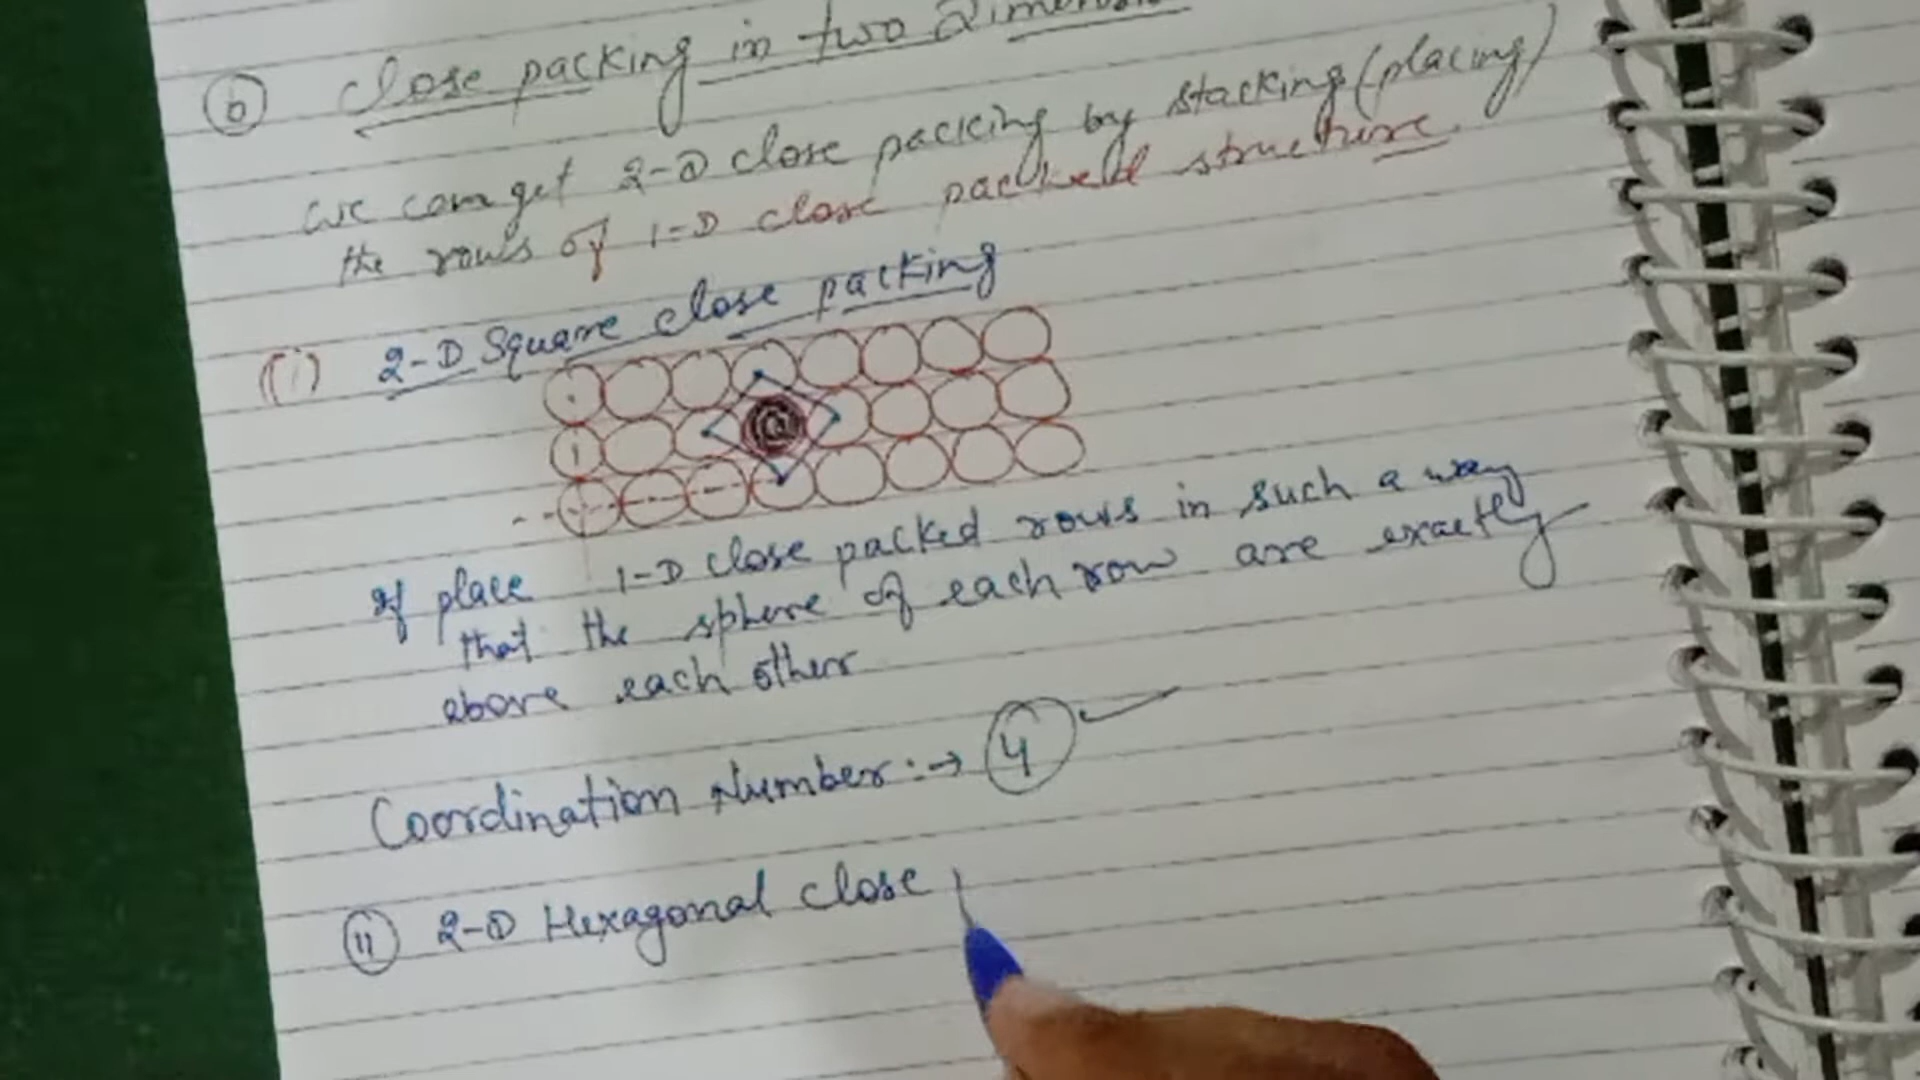 (b) Close packing in two Dimens
We can get 2-D close packing by stacking (placing)
the rows of 1-D close packed structure.
(i) 2-D Square close packing
If place 1-D close packed rows in such a way
that the sphere of each row are exactly
above each other
Coordination Number :→ 4
(ii) 2-D Hexagonal close